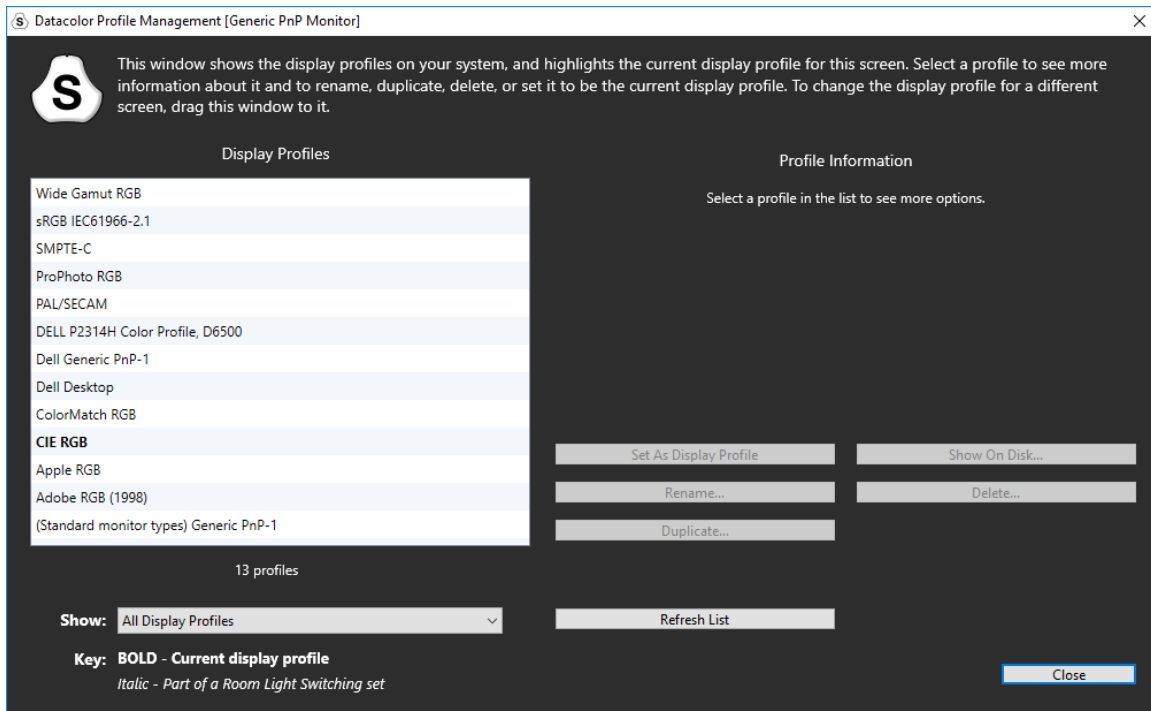 S Datacolor Profile Management [Generic PnP Monitor]
This window shows the display profiles on your system, and highlights the current display profile for this screen. Select a profile to see more
information about it and to rename, duplicate, delete, or set it to be the current display profile. To change the display profile for a different
screen, drag this window to it.
S
Display Profiles
Wide Gamut RGB
sRGB IEC61966-2.1
SMPTE-C
ProPhoto RGB
PAL/SECAM
DELL P2314H Color Profile, D6500
Dell Generic PnP-1
Dell Desktop
ColorMatch RGB
CIE RGB
Apple RGB
Adobe RGB (1998)
(Standard monitor types) Generic PnP-1
13 profiles
Show: All Display Profiles
Key: BOLD - Current display profile
Italic - Part of a Room Light Switching set
Profile Information
Select a profile in the list to see more options.
Set As Display Profile
Show On Disk...
Rename...
Delete...
Duplicate...
Refresh List
Close